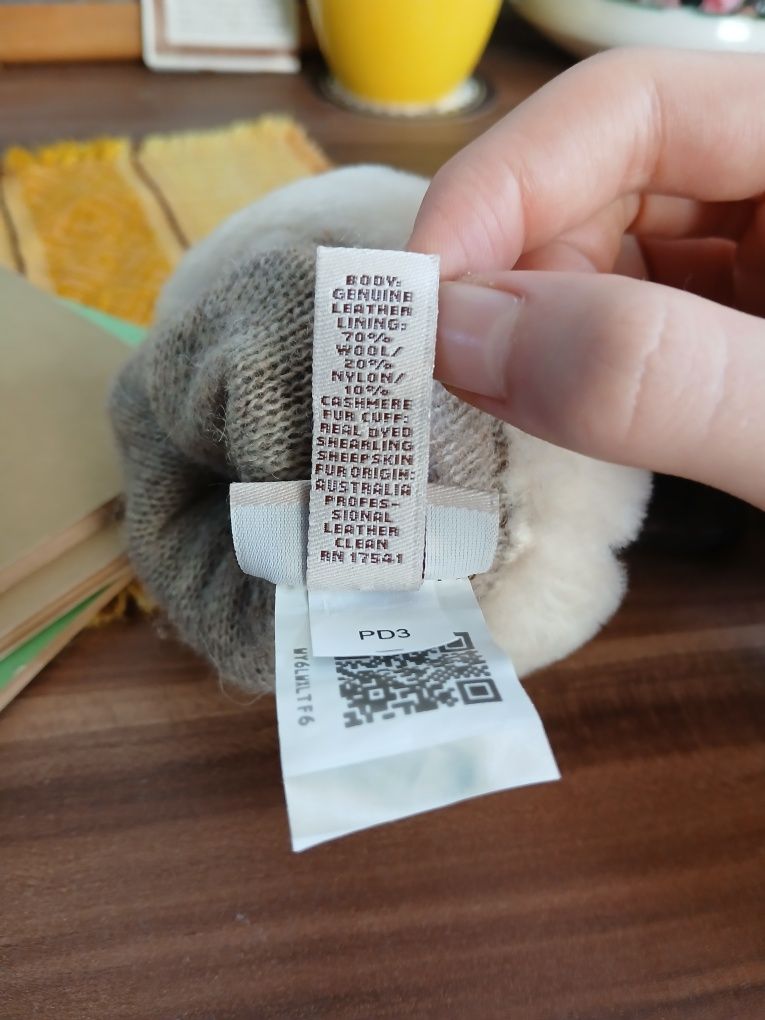 BODY:
GENUINE
LEATHER
LINING:
70%
WOOL/
20%
NYLON/
10%
CASHMERE
FUR CUFF:
REAL DYED
SHEARLING
SHEEPSKIN
FUR ORIGIN:
AUSTRALIA
PROFES-
SIONAL
LEATHER
CLEAN
RN 17541
PD3